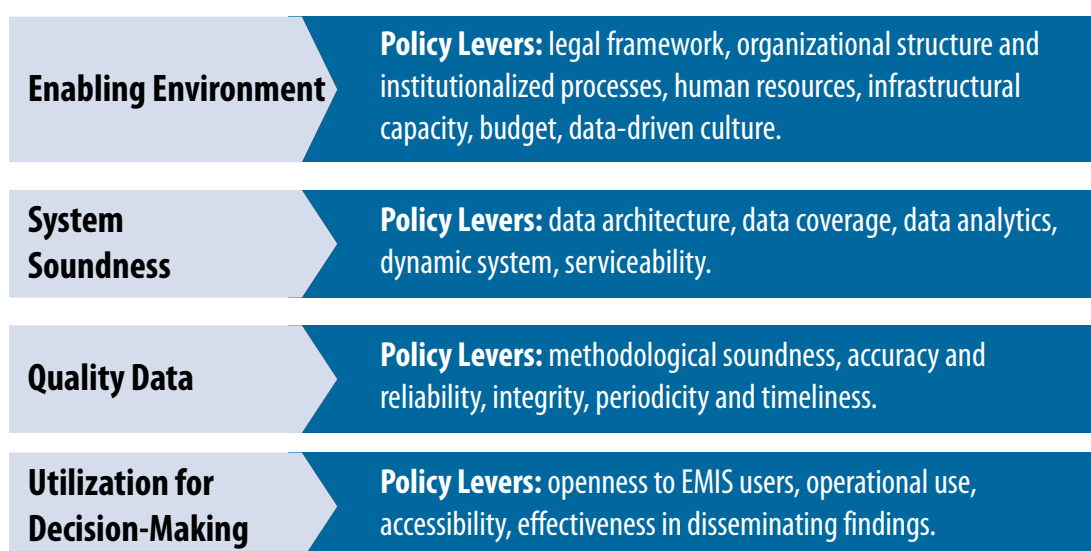 Enabling Environment
Policy Levers: legal framework, organizational structure and
institutionalized processes, human resources, infrastructural
capacity, budget, data-driven culture.
System
Soundness
Policy Levers: data architecture, data coverage, data analytics,
dynamic system, serviceability.
Quality Data
Policy Levers: methodological soundness, accuracy and
reliability, integrity, periodicity and timeliness.
Utilization for
Decision-Making
Policy Levers: openness to EMIS users, operational use,
accessibility, effectiveness in disseminating findings.